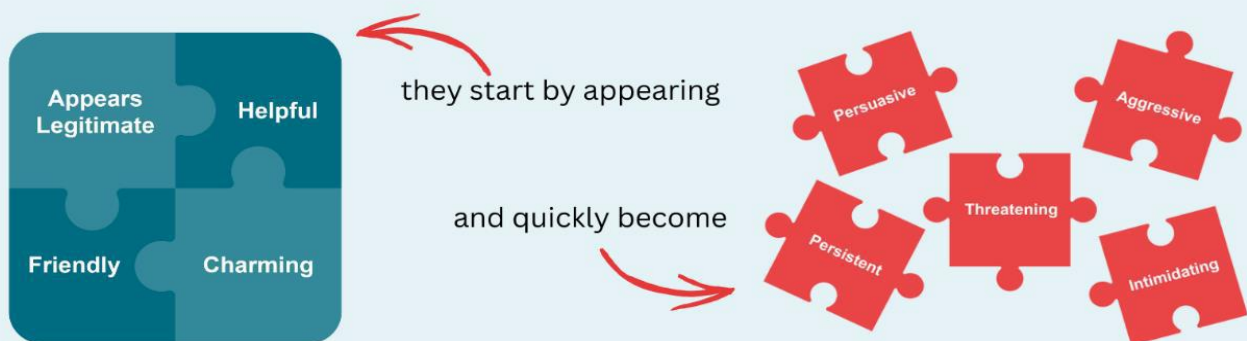 Appears
Legitimate
Helpful
Friendly
Charming
they start by appearing
and quickly become
Persuasive
Aggressive
Threatening
Persistent
Intimidating